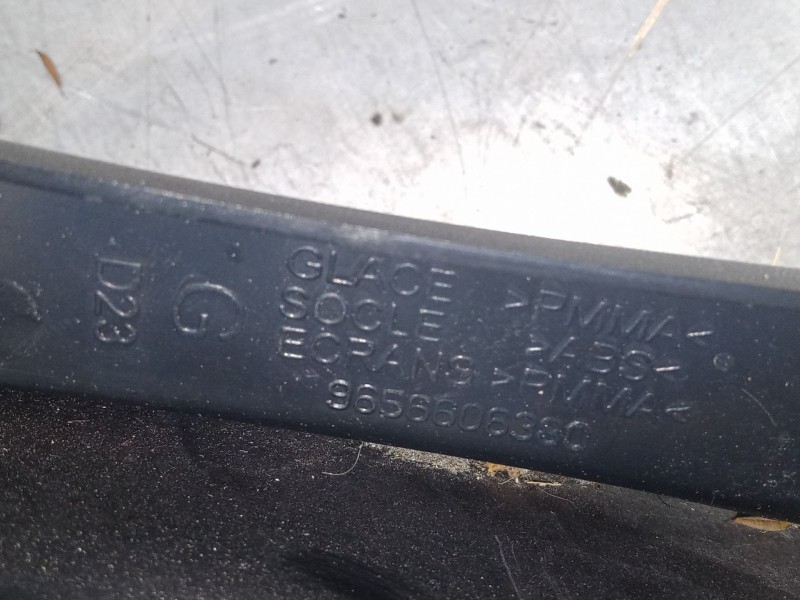 D23
G
GLACE >PMMA<
SOCLE >ABS<
ECRANS >PMMA<
9656606380